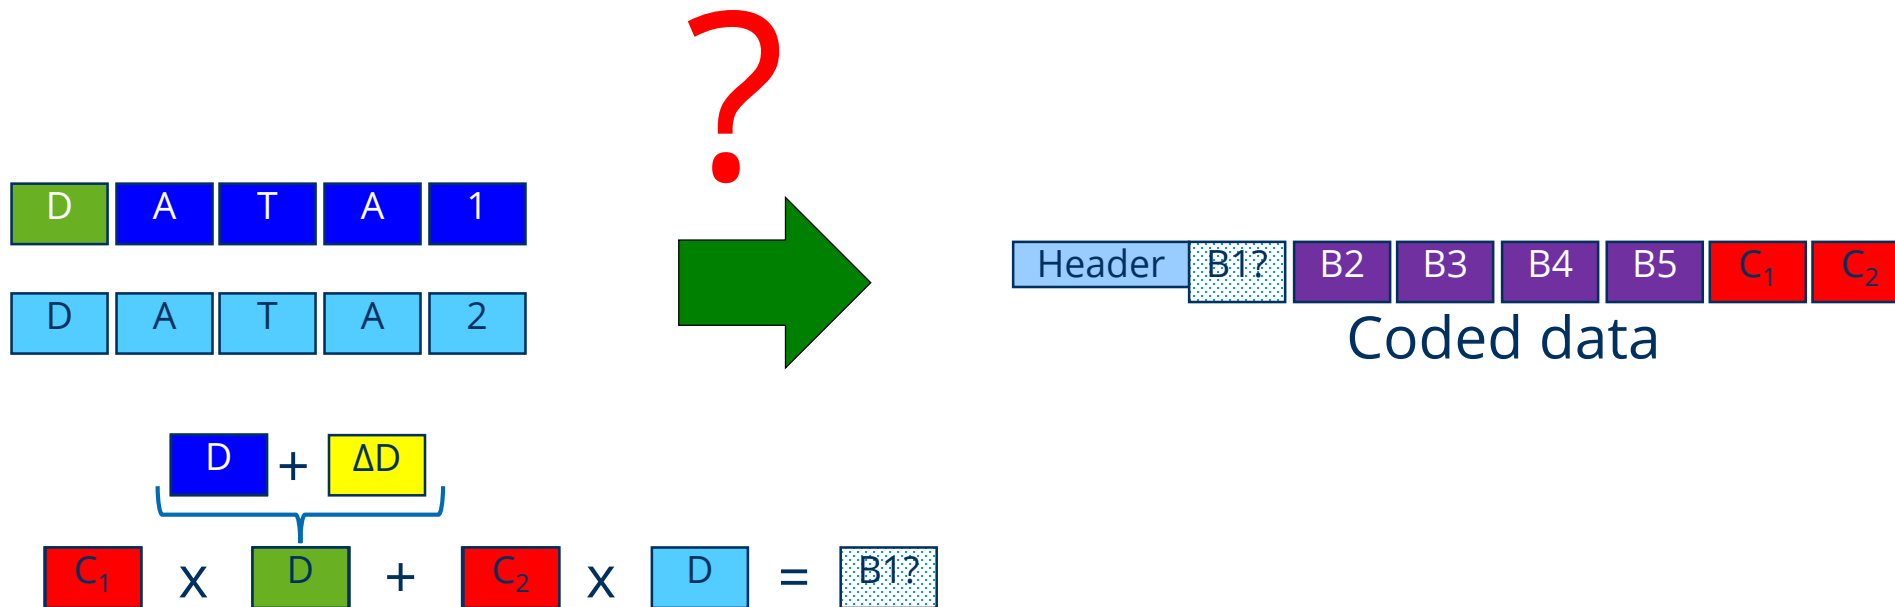 ?
D A T A 1
Header B1? B2 B3 B4 B5 C₁ C₂
D A T A 2
Coded data
D + ΔD
C₁ x D + C₂ x D = B1?